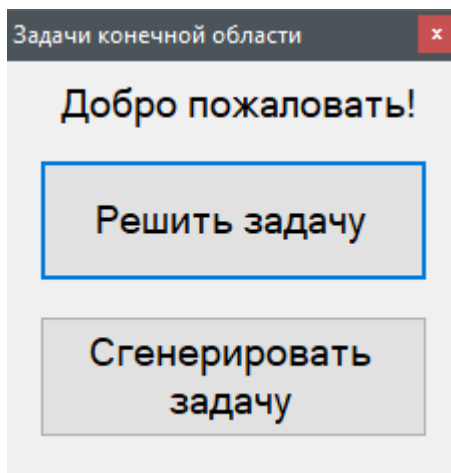 Задачи конечной области
x
Добро пожаловать!
Решить задачу
Сгенерировать
задачу